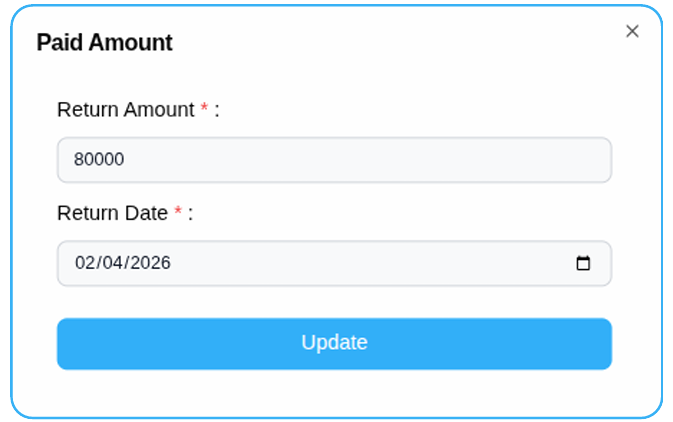 Paid Amount
Return Amount * :
80000
Return Date * :
02/04/2026
Update